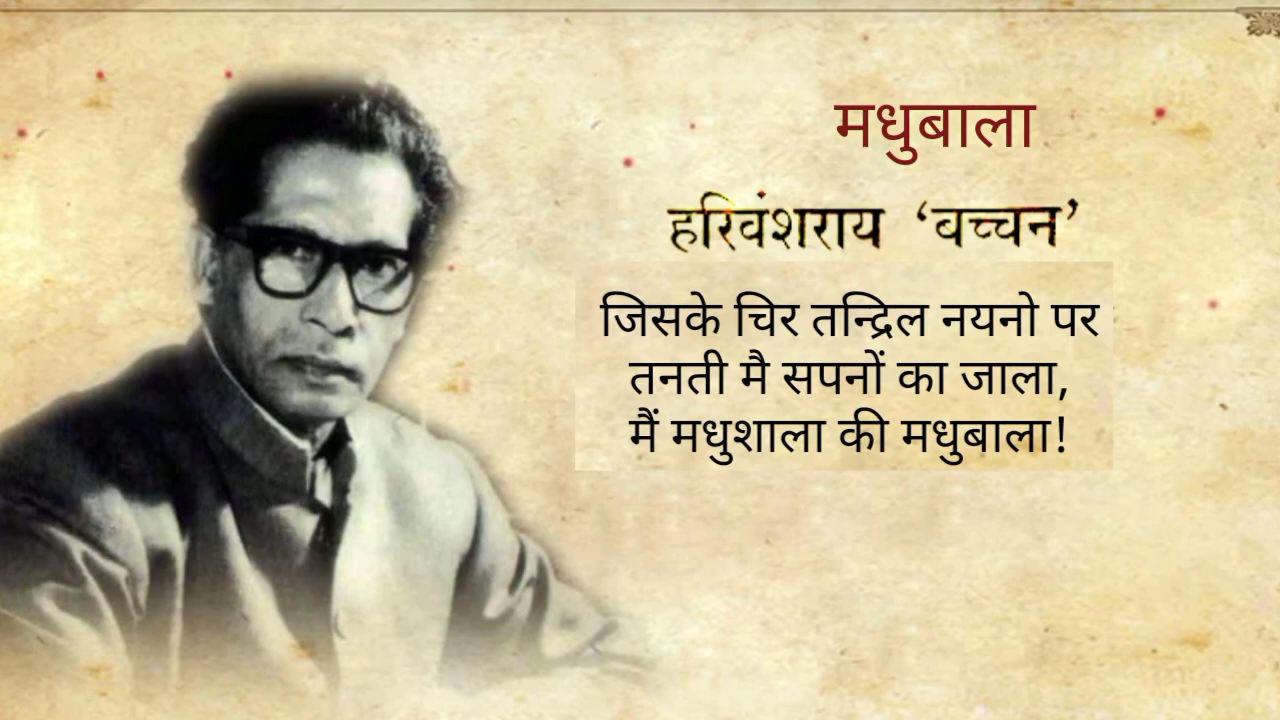 मधुबाला
हरिवंशराय ‘बच्चन’
जिसके चिर तन्द्रिल नयनो पर
तनती मै सपनों का जाला,
मैं मधुशाला की मधुबाला!